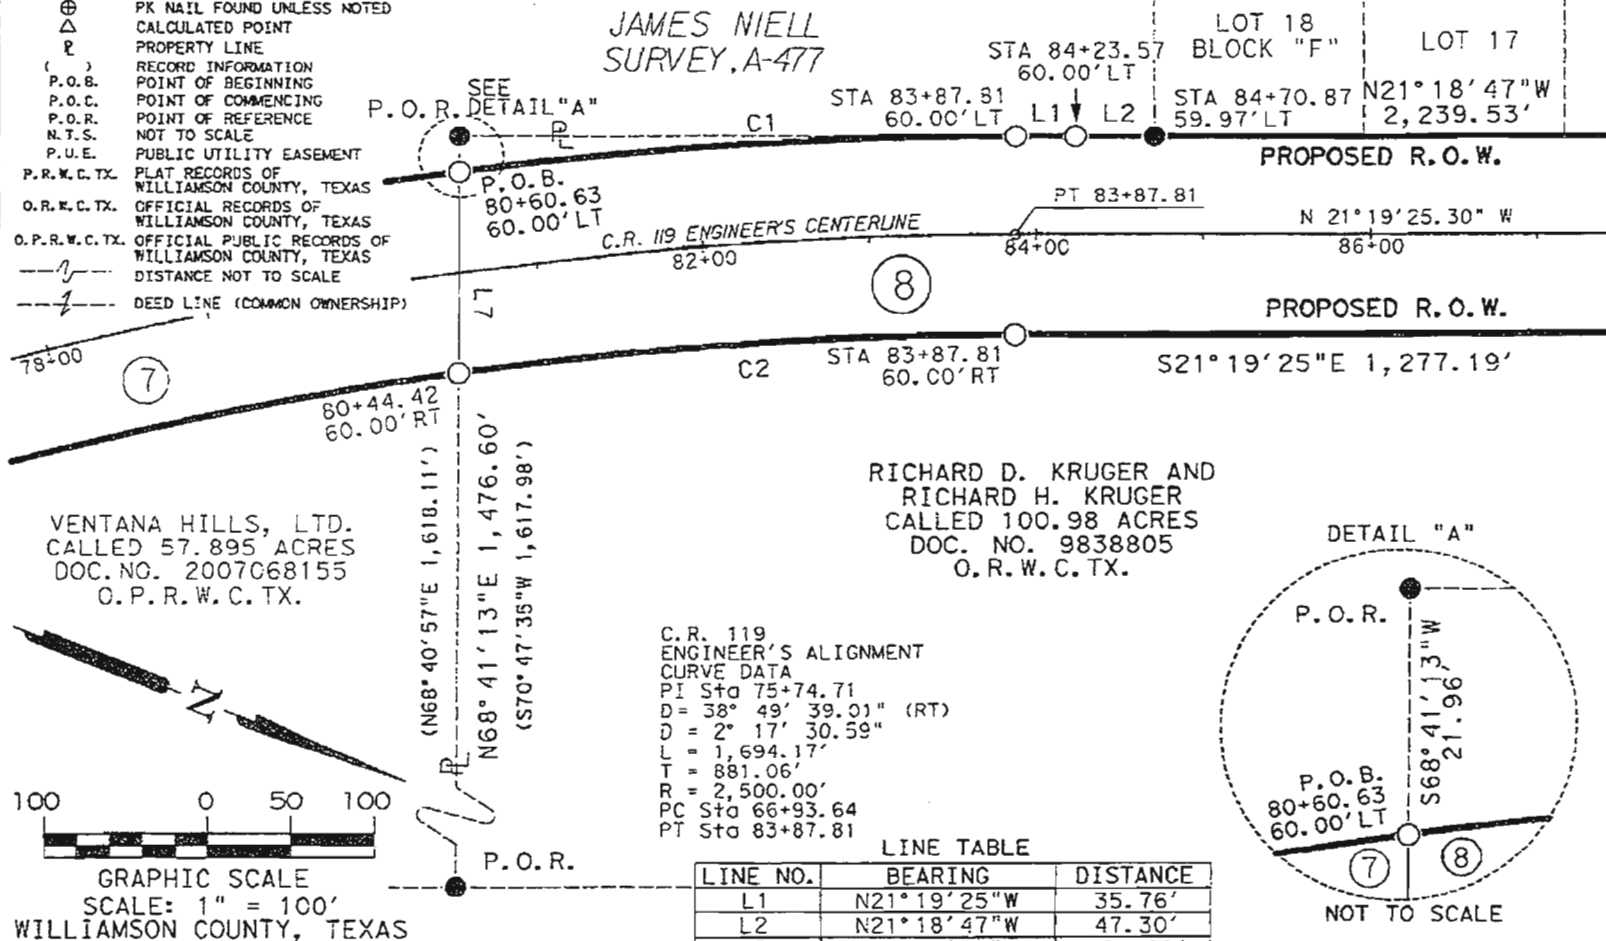 ⊕ PK NAIL FOUND UNLESS NOTED
△ CALCULATED POINT
PROPERTY LINE
( ) RECORD INFORMATION
P.O.B. POINT OF BEGINNING
P.O.C. POINT OF COMMENCING
P.O.R. POINT OF REFERENCE
N.T.S. NOT TO SCALE
P.U.E. PUBLIC UTILITY EASEMENT
P.R.W.C.TX. PLAT RECORDS OF
WILLIAMSON COUNTY, TEXAS
O.R.W.C.TX. OFFICIAL RECORDS OF
WILLIAMSON COUNTY, TEXAS
O.P.R.W.C.TX. OFFICIAL PUBLIC RECORDS OF
WILLIAMSON COUNTY, TEXAS
DISTANCE NOT TO SCALE
DEED LINE (COMMON OWNERSHIP)
JAMES NIELL
SURVEY, A-477
SEE
DETAIL "A"
P.O.R.
C1
STA 83+87.81
60.00'LT
STA 84+23.57
60.00'LT
L1
L2
STA 84+70.87
59.97'LT
LOT 18
BLOCK "F"
LOT 17
N21°18'47"W
2,239.53'
PROPOSED R.O.W.
P.O.B.
80+60.63
60.00'LT
C.R. 119 ENGINEER'S CENTERLINE
82+00
PT 83+87.81
84+00
N 21°19'25.30" W
86+00
8
L7
PROPOSED R.O.W.
78+00
7
C2
STA 83+87.81
60.00'RT
S21°19'25"E 1,277.19'
80+44.42
60.00'RT
(N68°40'57"E 1,618.11')
N68°41'13"E 1,476.60'
(S70°47'35"W 1,617.98')
VENTANA HILLS, LTD.
CALLED 57.895 ACRES
DOC. NO. 2007068155
O.P.R.W.C.TX.
RICHARD D. KRUGER AND
RICHARD H. KRUGER
CALLED 100.98 ACRES
DOC. NO. 9838805
O.R.W.C.TX.
N
100 0 50 100
GRAPHIC SCALE
SCALE: 1" = 100'
WILLIAMSON COUNTY, TEXAS
P.O.R.
C.R. 119
ENGINEER'S ALIGNMENT
CURVE DATA
PI Sta 75+74.71
D= 38° 49' 39.01" (RT)
D = 2° 17' 30.59"
L = 1,694.17'
T = 881.06'
R = 2,500.00'
PC Sta 66+93.64
PT Sta 83+87.81
LINE TABLE
LINE NO. BEARING DISTANCE
L1 N21°19'25"W 35.76'
L2 N21°18'47"W 47.30'
DETAIL "A"
P.O.R.
S68°41'13"W
21.96'
P.O.B.
80+60.63
60.00'LT
7
8
NOT TO SCALE